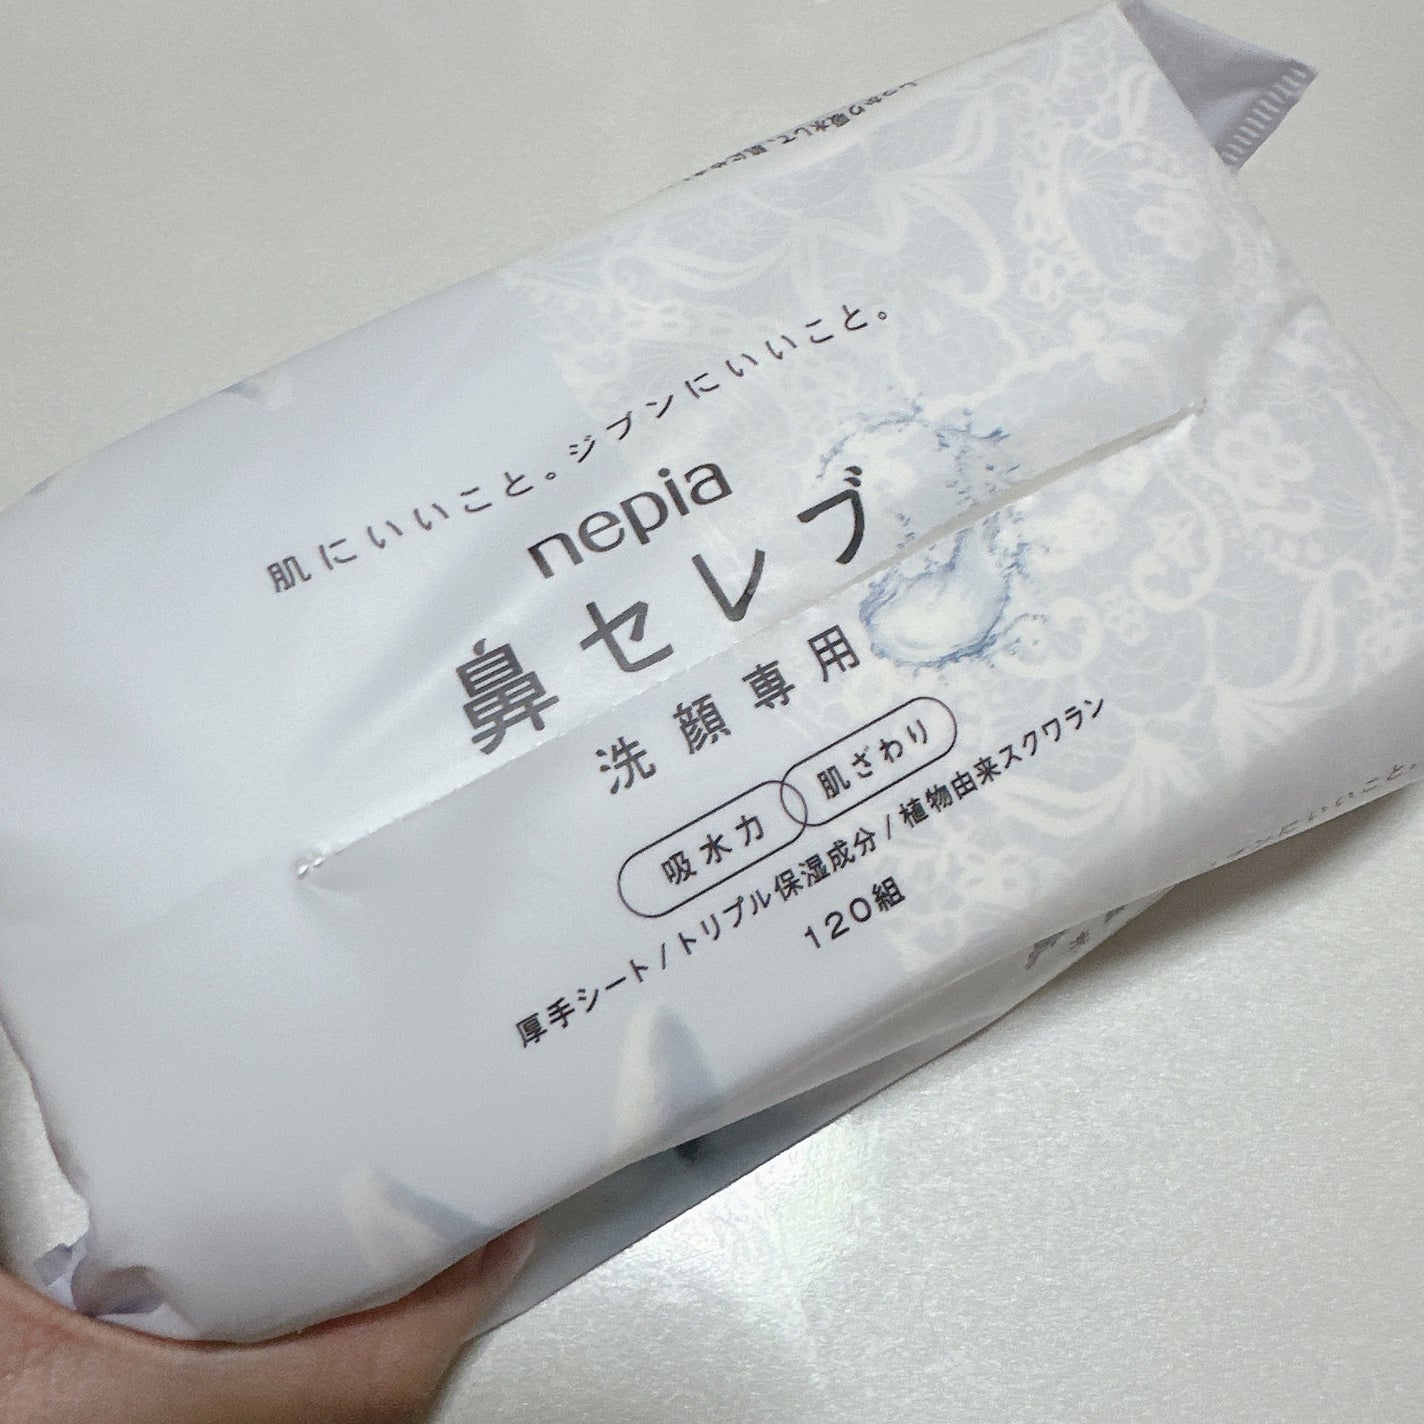 肌にいいこと。ジブンにいいこと。
nepia
鼻セレブ
洗顔専用
吸水力 肌ざわり
厚手シート/トリプル保湿成分/植物由来スクワラン
120組